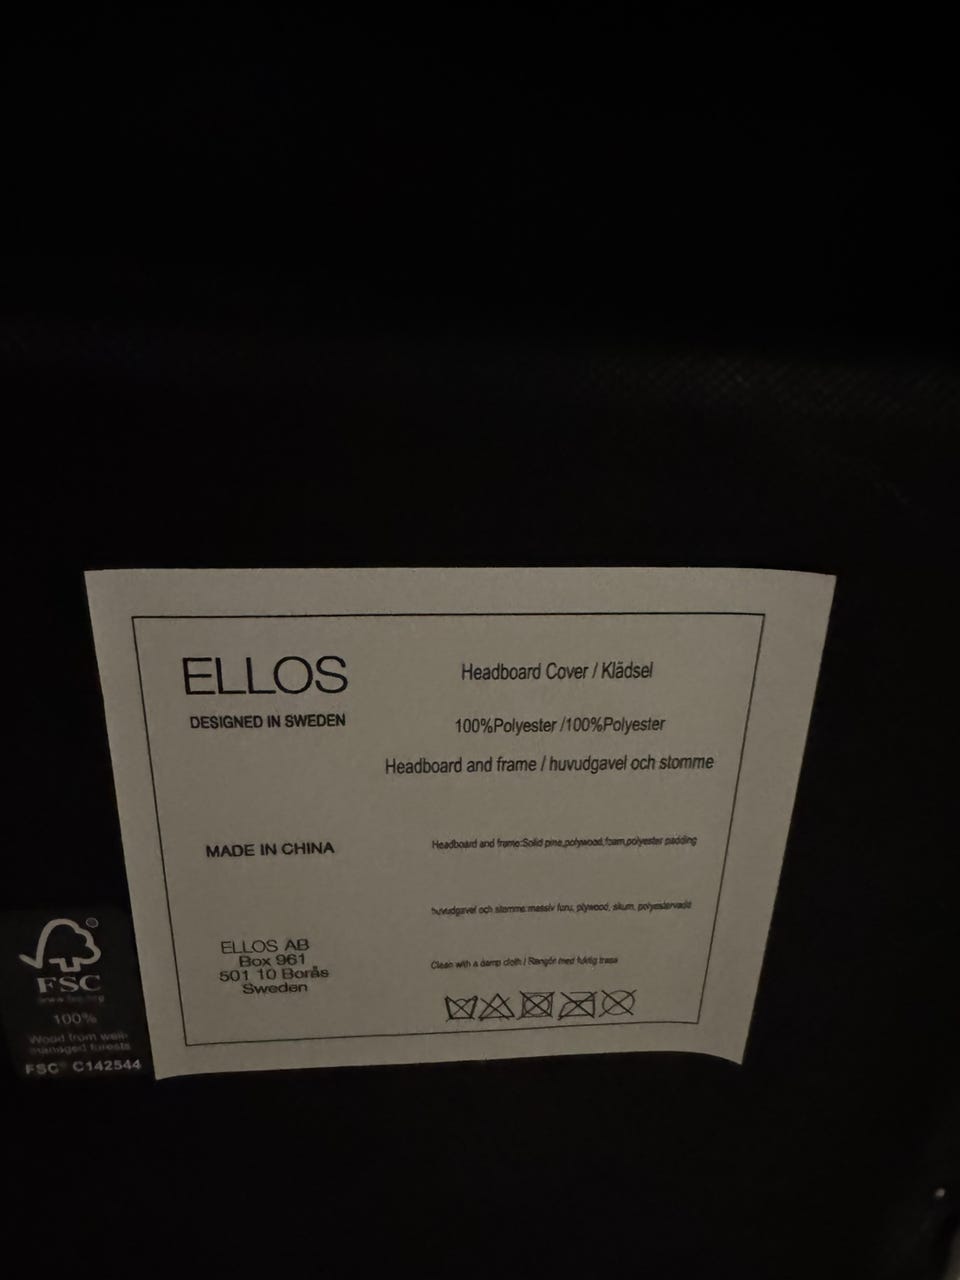 ELLOS
DESIGNED IN SWEDEN
MADE IN CHINA
ELLOS AB
Box 961
501 10 Borås
Sweden
Headboard Cover / Klädsel
100%Polyester /100%Polyester
Headboard and frame / huvudgavel och stomme
Headboard and frame:Solid pine,polywood,foam,polyester padding
huvudgavel och stomme:massiv furu, plywood, skum, polyestervadd
Clean with a damp cloth / Rengör med fuktig trasa
FSC
www.fsc.org
100%
Wood from well-
managed forests
FSC® C142544